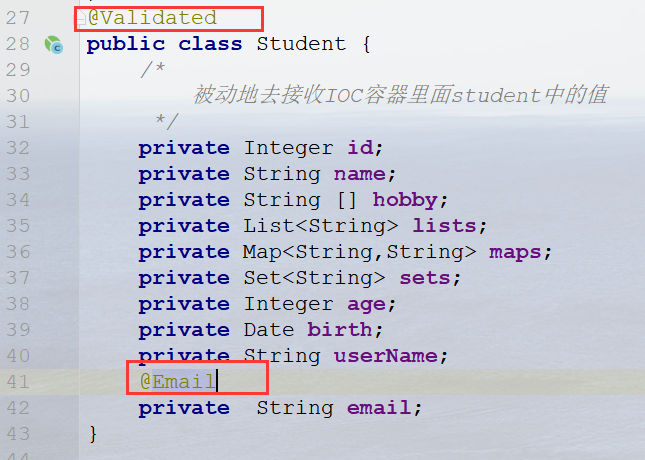 27 @Validated
28 public class Student {
29 /*
30 被动地去接收IOC容器里面student中的值
31 */
32 private Integer id;
33 private String name;
34 private String [] hobby;
35 private List<String> lists;
36 private Map<String,String> maps;
37 private Set<String> sets;
38 private Integer age;
39 private Date birth;
40 private String userName;
41 @Email
42 private  String email;
43 }